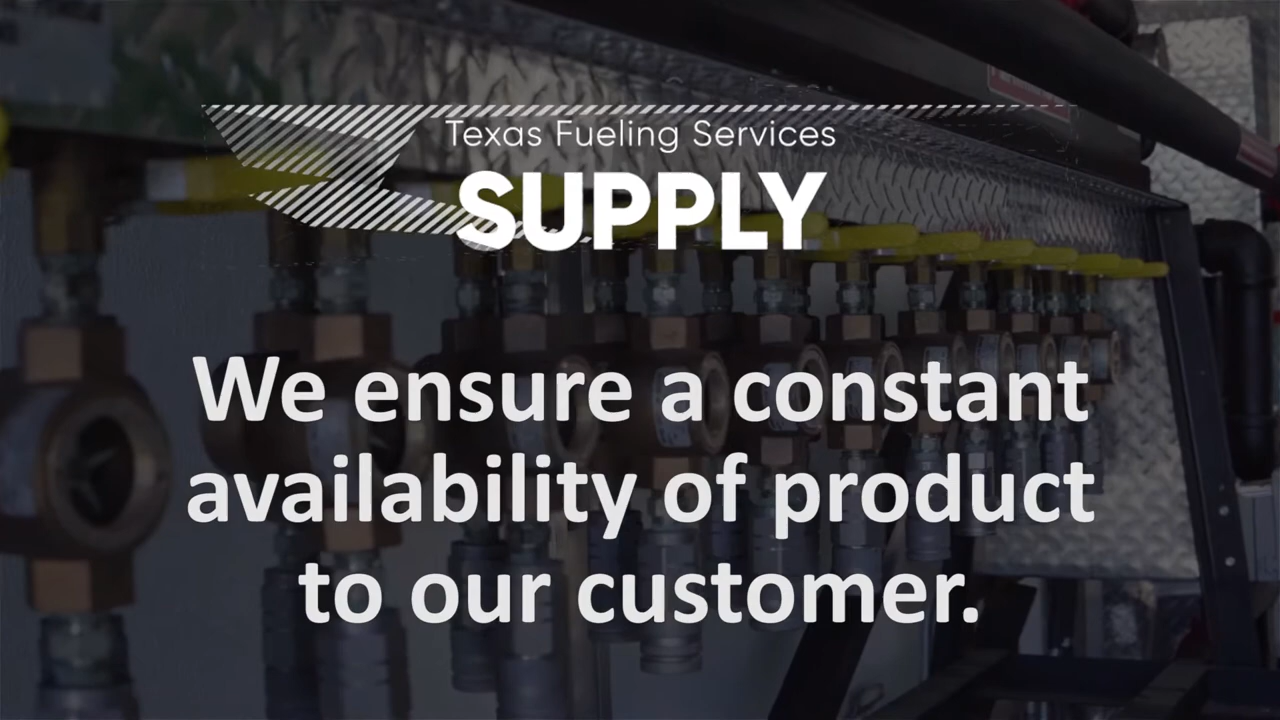 Texas Fueling Services
SUPPLY
We ensure a constant
availability of product
to our customer.